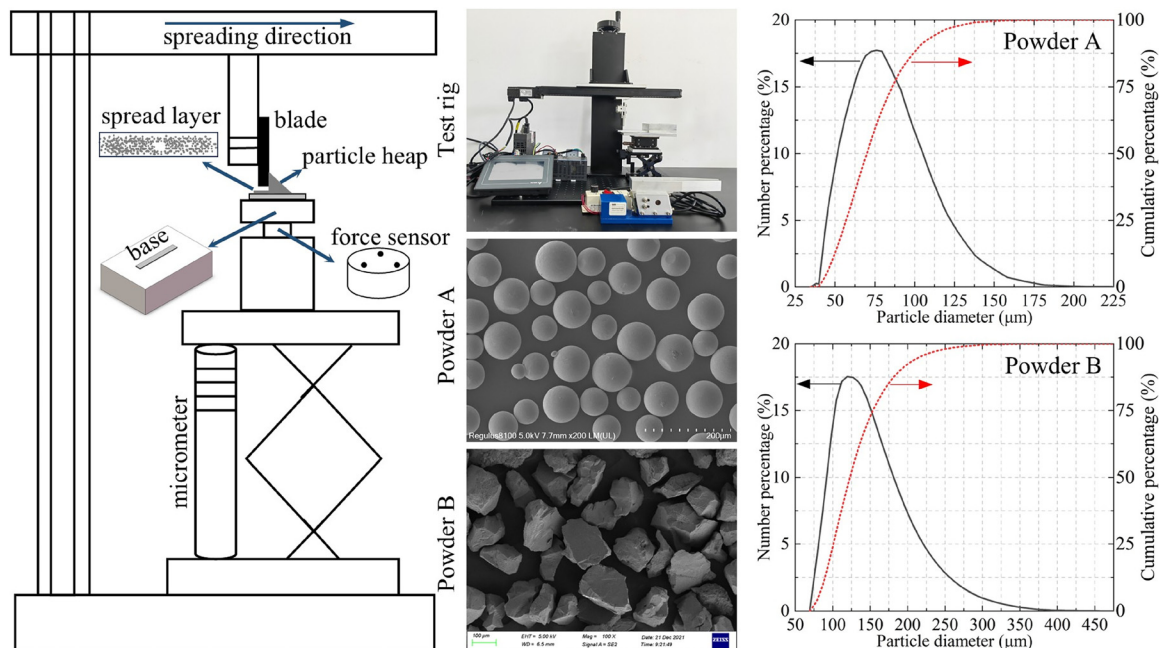 spreading direction
spread layer
blade
particle heap
base
force sensor
micrometer
Test rig
Powder A
Regulus8100 5.0kV 7.7mm x200 LM(UL)
200μm
Powder B
100 μm
EHT = 5.00 kV
WD = 6.5 mm
Mag = 100 X
Signal A = SE2
Date: 21 Dec 2021
ZEISS
Powder A
Number percentage (%)
20
15
10
5
0
Cumulative percentage (%)
100
75
50
25
0
25 50 75 100 125 150 175 200 225
Particle diameter (μm)
Powder B
Number percentage (%)
20
15
10
5
0
Cumulative percentage (%)
100
75
50
25
0
50 100 150 200 250 300 350 400 450
Particle diameter (μm)